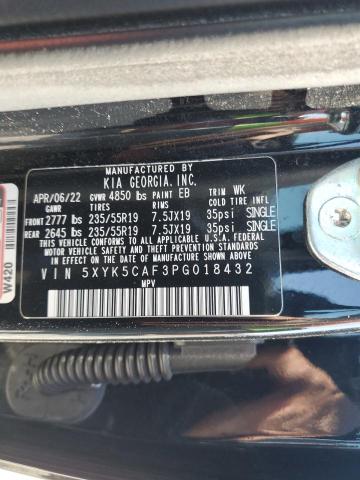 MANUFACTURED BY
KIA GEORGIA, INC.
APR/06/22 GVWR 4850 lbs PAINT EB TRIM WK
GAWR TIRES RIMS COLD TIRE INFL
FRONT 2777 lbs 235/55R19 7.5JX19 35psi SINGLE
REAR 2645 lbs 235/55R19 7.5JX19 35psi SINGLE
THIS VEHICLE CONFORMS TO ALL APPLICABLE U.S.A. FEDERAL MOTOR
VEHICLE SAFETY AND THEFT PREVENTION STANDARDS IN EFFECT ON THE
DATE OF MANUFACTURE SHOWN ABOVE
VIN 5XYK5CAF3PG018432
MPV
W420